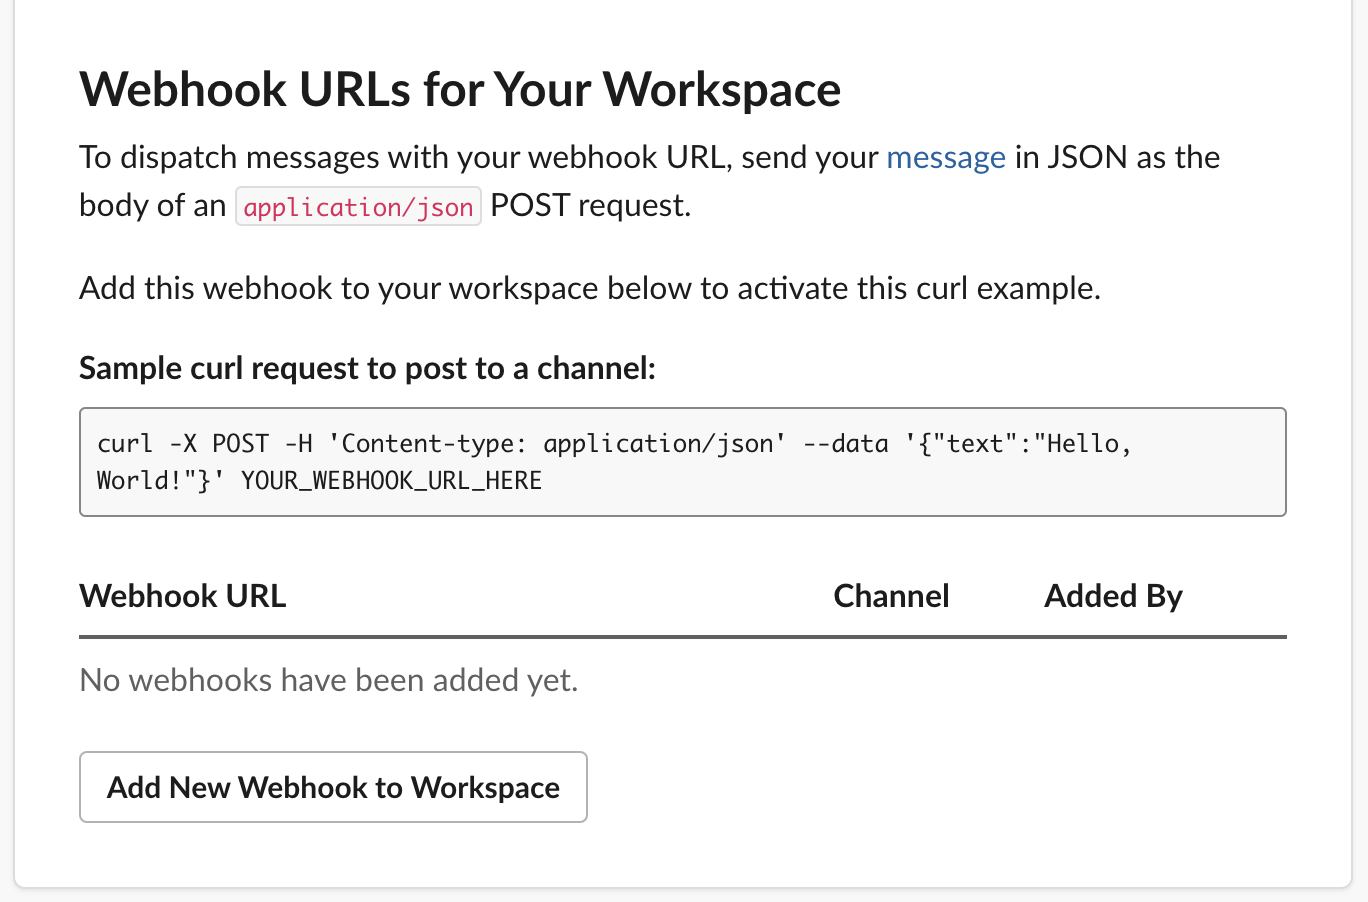 Webhook URLs for Your Workspace
To dispatch messages with your webhook URL, send your message in JSON as the
body of an application/json POST request.
Add this webhook to your workspace below to activate this curl example.
Sample curl request to post to a channel:
curl -X POST -H 'Content-type: application/json' --data '{"text":"Hello,
World!"}' YOUR_WEBHOOK_URL_HERE
Webhook URL Channel Added By
No webhooks have been added yet.
Add New Webhook to Workspace